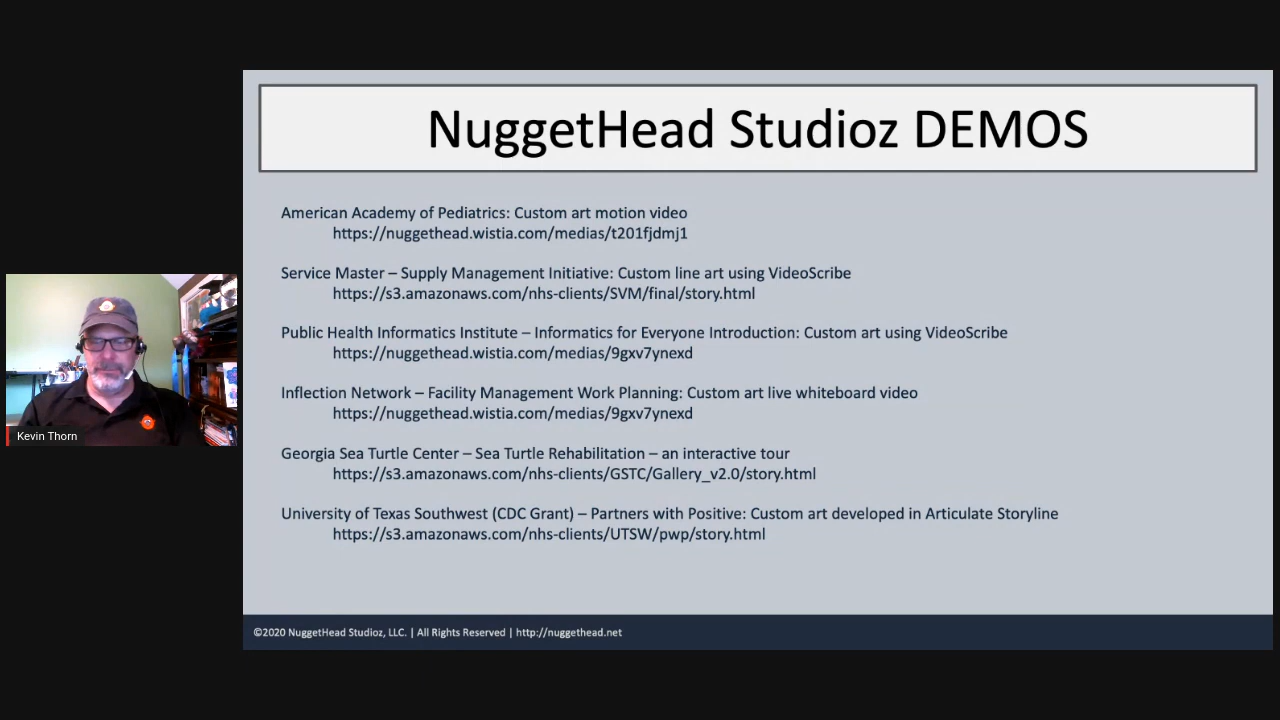 NuggetHead Studioz DEMOS
American Academy of Pediatrics: Custom art motion video
https://nuggethead.wistia.com/medias/t201fjdmj1
Service Master – Supply Management Initiative: Custom line art using VideoScribe
https://s3.amazonaws.com/nhs-clients/SVM/final/story.html
Public Health Informatics Institute – Informatics for Everyone Introduction: Custom art using VideoScribe
https://nuggethead.wistia.com/medias/9gxv7ynexd
Inflection Network – Facility Management Work Planning: Custom art live whiteboard video
https://nuggethead.wistia.com/medias/9gxv7ynexd
Georgia Sea Turtle Center – Sea Turtle Rehabilitation – an interactive tour
https://s3.amazonaws.com/nhs-clients/GSTC/Gallery_v2.0/story.html
University of Texas Southwest (CDC Grant) – Partners with Positive: Custom art developed in Articulate Storyline
https://s3.amazonaws.com/nhs-clients/UTSW/pwp/story.html
©2020 NuggetHead Studioz, LLC. | All Rights Reserved | http://nuggethead.net
Kevin Thorn